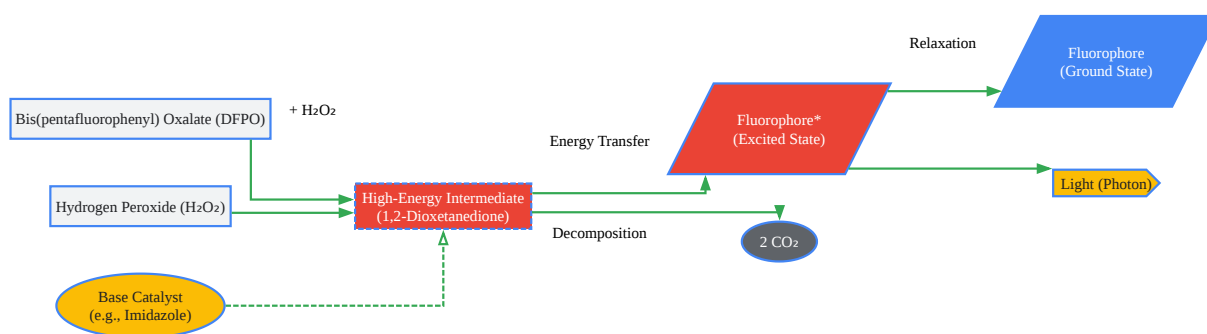 Relaxation
Fluorophore
(Ground State)
Bis(pentafluorophenyl) Oxalate (DFPO)
+ H₂O₂
Energy Transfer
Fluorophore*
(Excited State)
Light (Photon)
Hydrogen Peroxide (H₂O₂)
High-Energy Intermediate
(1,2-Dioxetanedione)
Decomposition
2 CO₂
Base Catalyst
(e.g., Imidazole)